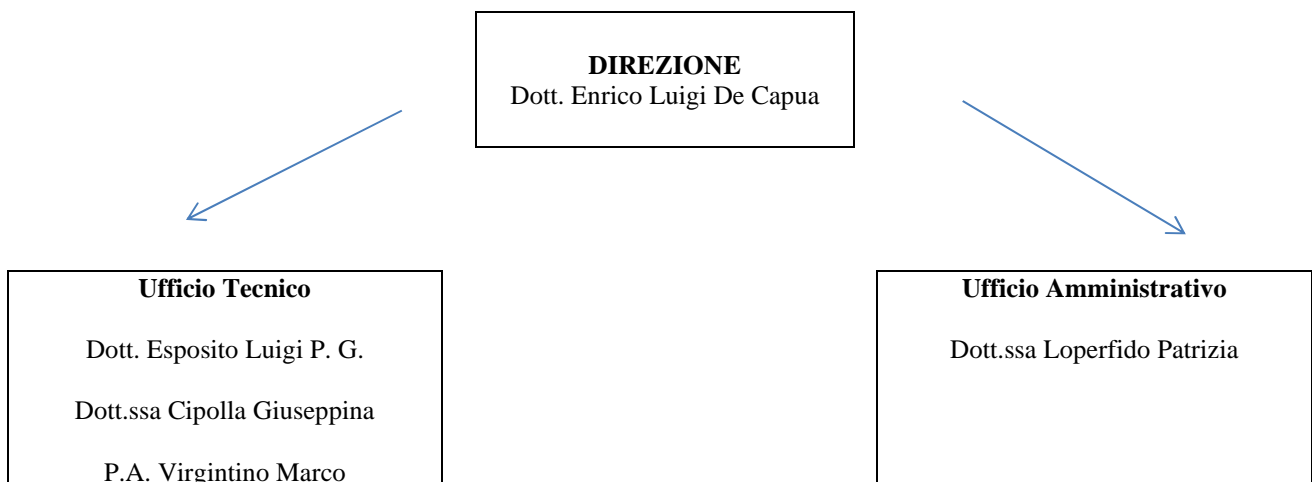 DIREZIONE
Dott. Enrico Luigi De Capua
Ufficio Tecnico
Dott. Esposito Luigi P. G.
Dott.ssa Cipolla Giuseppina
P.A. Virgintino Marco
Ufficio Amministrativo
Dott.ssa Loperfido Patrizia